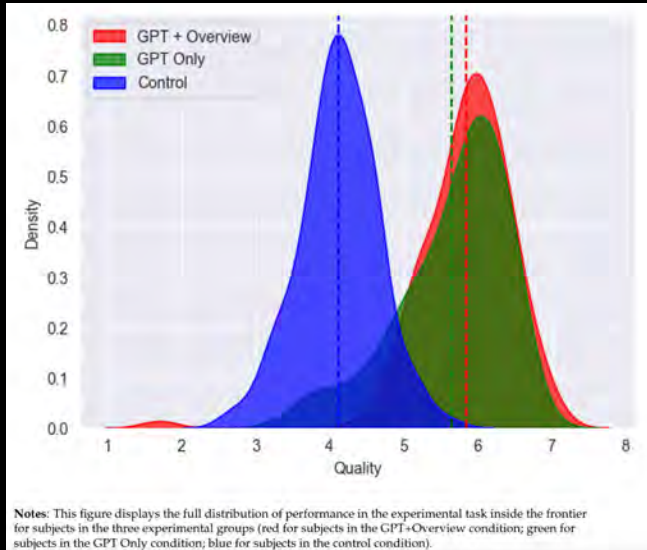 0.8
GPT + Overview
GPT Only
Control
0.7
0.6
0.5
Density
0.4
0.3
0.2
0.1
0.0
1 2 3 4 5 6 7 8
Quality
Notes: This figure displays the full distribution of performance in the experimental task inside the frontier
for subjects in the three experimental groups (red for subjects in the GPT+Overview condition; green for
subjects in the GPT Only condition; blue for subjects in the control condition).